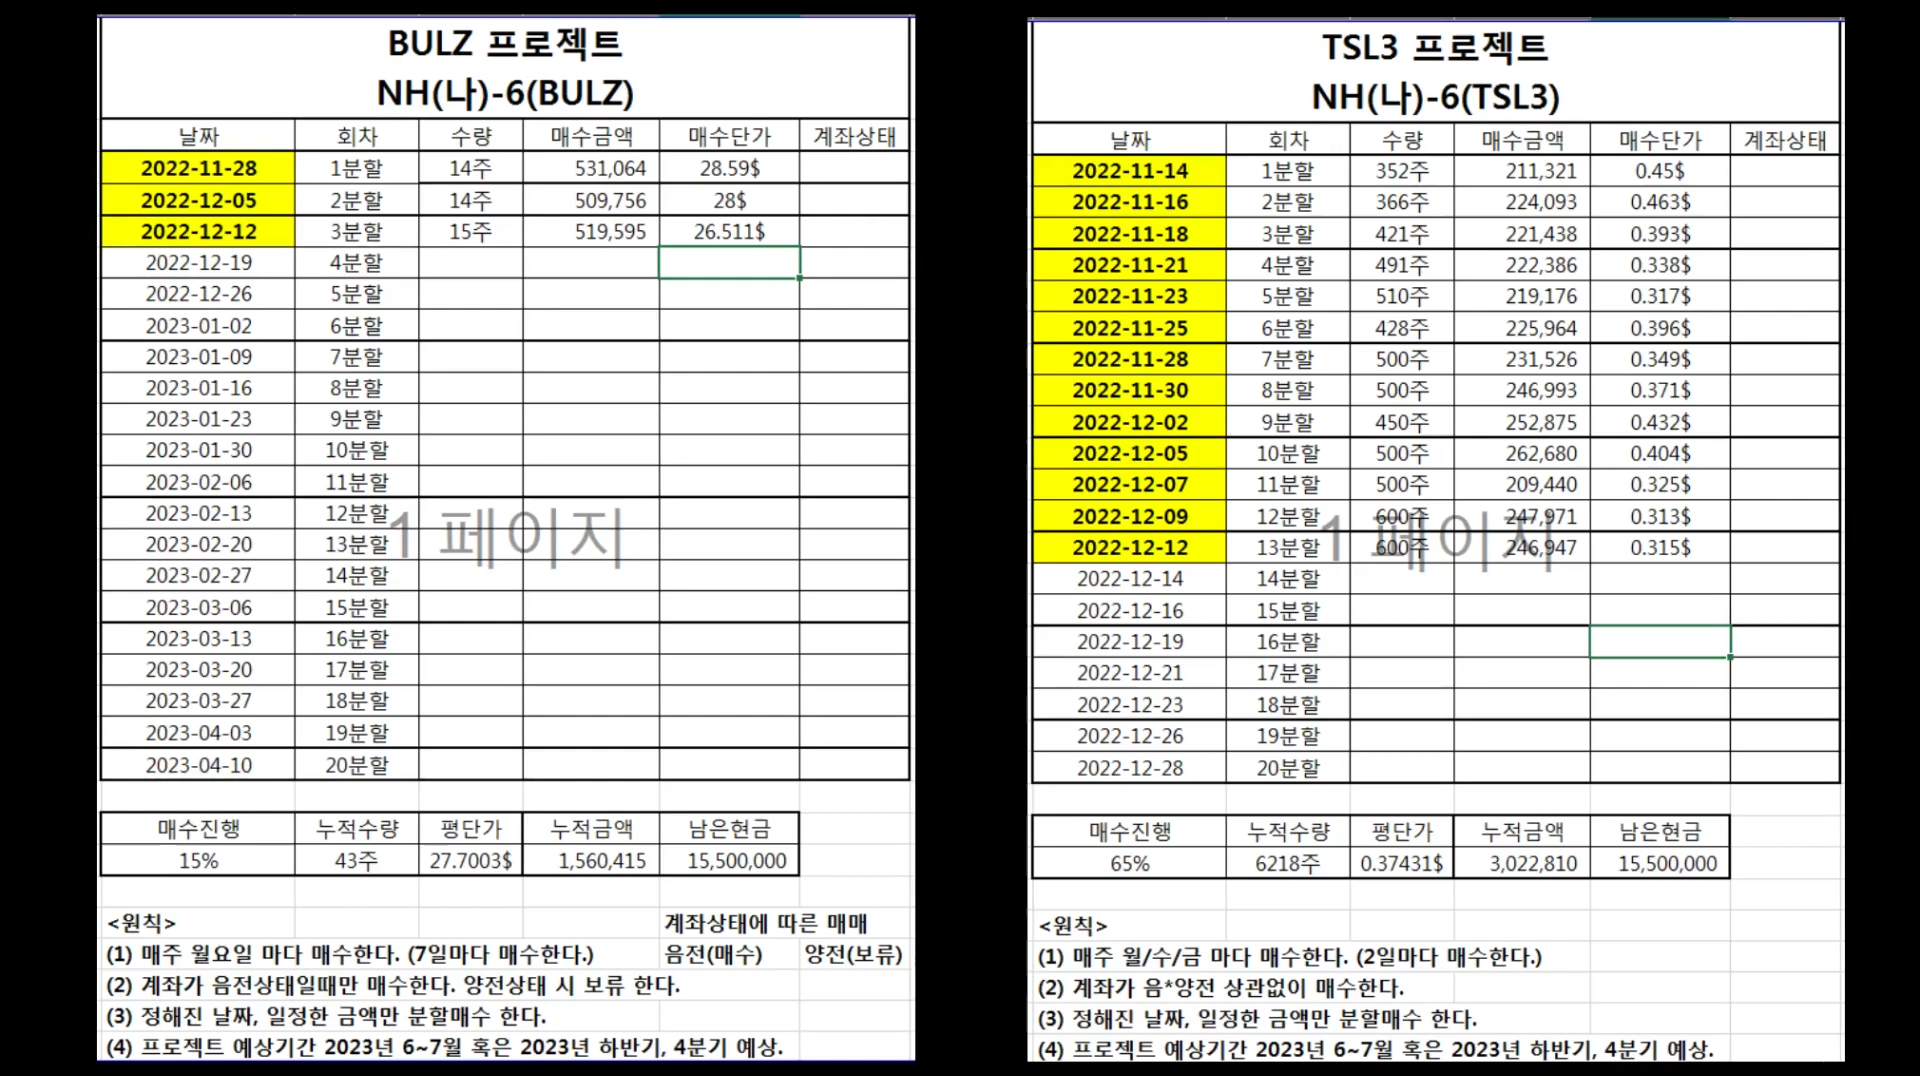 BULZ 프로젝트
NH(나)-6(BULZ)
날짜 회차 수량 매수금액 매수단가 계좌상태
2022-11-28 1분할 14주 531,064 28.59$
2022-12-05 2분할 14주 509,756 28$
2022-12-12 3분할 15주 519,595 26.511$
2022-12-19 4분할
2022-12-26 5분할
2023-01-02 6분할
2023-01-09 7분할
2023-01-16 8분할
2023-01-23 9분할
2023-01-30 10분할
2023-02-06 11분할
2023-02-13 12분할
2023-02-20 13분할
1 페이지
2023-02-27 14분할
2023-03-06 15분할
2023-03-13 16분할
2023-03-20 17분할
2023-03-27 18분할
2023-04-03 19분할
2023-04-10 20분할
매수진행 누적수량 평단가 누적금액 남은현금
15% 43주 27.7003$ 1,560,415 15,500,000
<원칙> 계좌상태에 따른 매매
(1) 매주 월요일 마다 매수한다. (7일마다 매수한다.) 음전(매수) 양전(보류)
(2) 계좌가 음전상태일때만 매수한다. 양전상태 시 보류 한다.
(3) 정해진 날짜, 일정한 금액만 분할매수 한다.
(4) 프로젝트 예상기간 2023년 6~7월 혹은 2023년 하반기, 4분기 예상.
TSL3 프로젝트
NH(나)-6(TSL3)
날짜 회차 수량 매수금액 매수단가 계좌상태
2022-11-14 1분할 352주 211,321 0.45$
2022-11-16 2분할 366주 224,093 0.463$
2022-11-18 3분할 421주 221,438 0.393$
2022-11-21 4분할 491주 222,386 0.338$
2022-11-23 5분할 510주 219,176 0.317$
2022-11-25 6분할 428주 225,964 0.396$
2022-11-28 7분할 500주 231,526 0.349$
2022-11-30 8분할 500주 246,993 0.371$
2022-12-02 9분할 450주 252,875 0.432$
2022-12-05 10분할 500주 262,680 0.404$
2022-12-07 11분할 500주 209,440 0.325$
2022-12-09 12분할 600주 247,971 0.313$
2022-12-12 13분할 600주 246,947 0.315$
1 페이지
2022-12-14 14분할
2022-12-16 15분할
2022-12-19 16분할
2022-12-21 17분할
2022-12-23 18분할
2022-12-26 19분할
2022-12-28 20분할
매수진행 누적수량 평단가 누적금액 남은현금
65% 6218주 0.37431$ 3,022,810 15,500,000
<원칙>
(1) 매주 월/수/금 마다 매수한다. (2일마다 매수한다.)
(2) 계좌가 음*양전 상관없이 매수한다.
(3) 정해진 날짜, 일정한 금액만 분할매수 한다.
(4) 프로젝트 예상기간 2023년 6~7월 혹은 2023년 하반기, 4분기 예상.